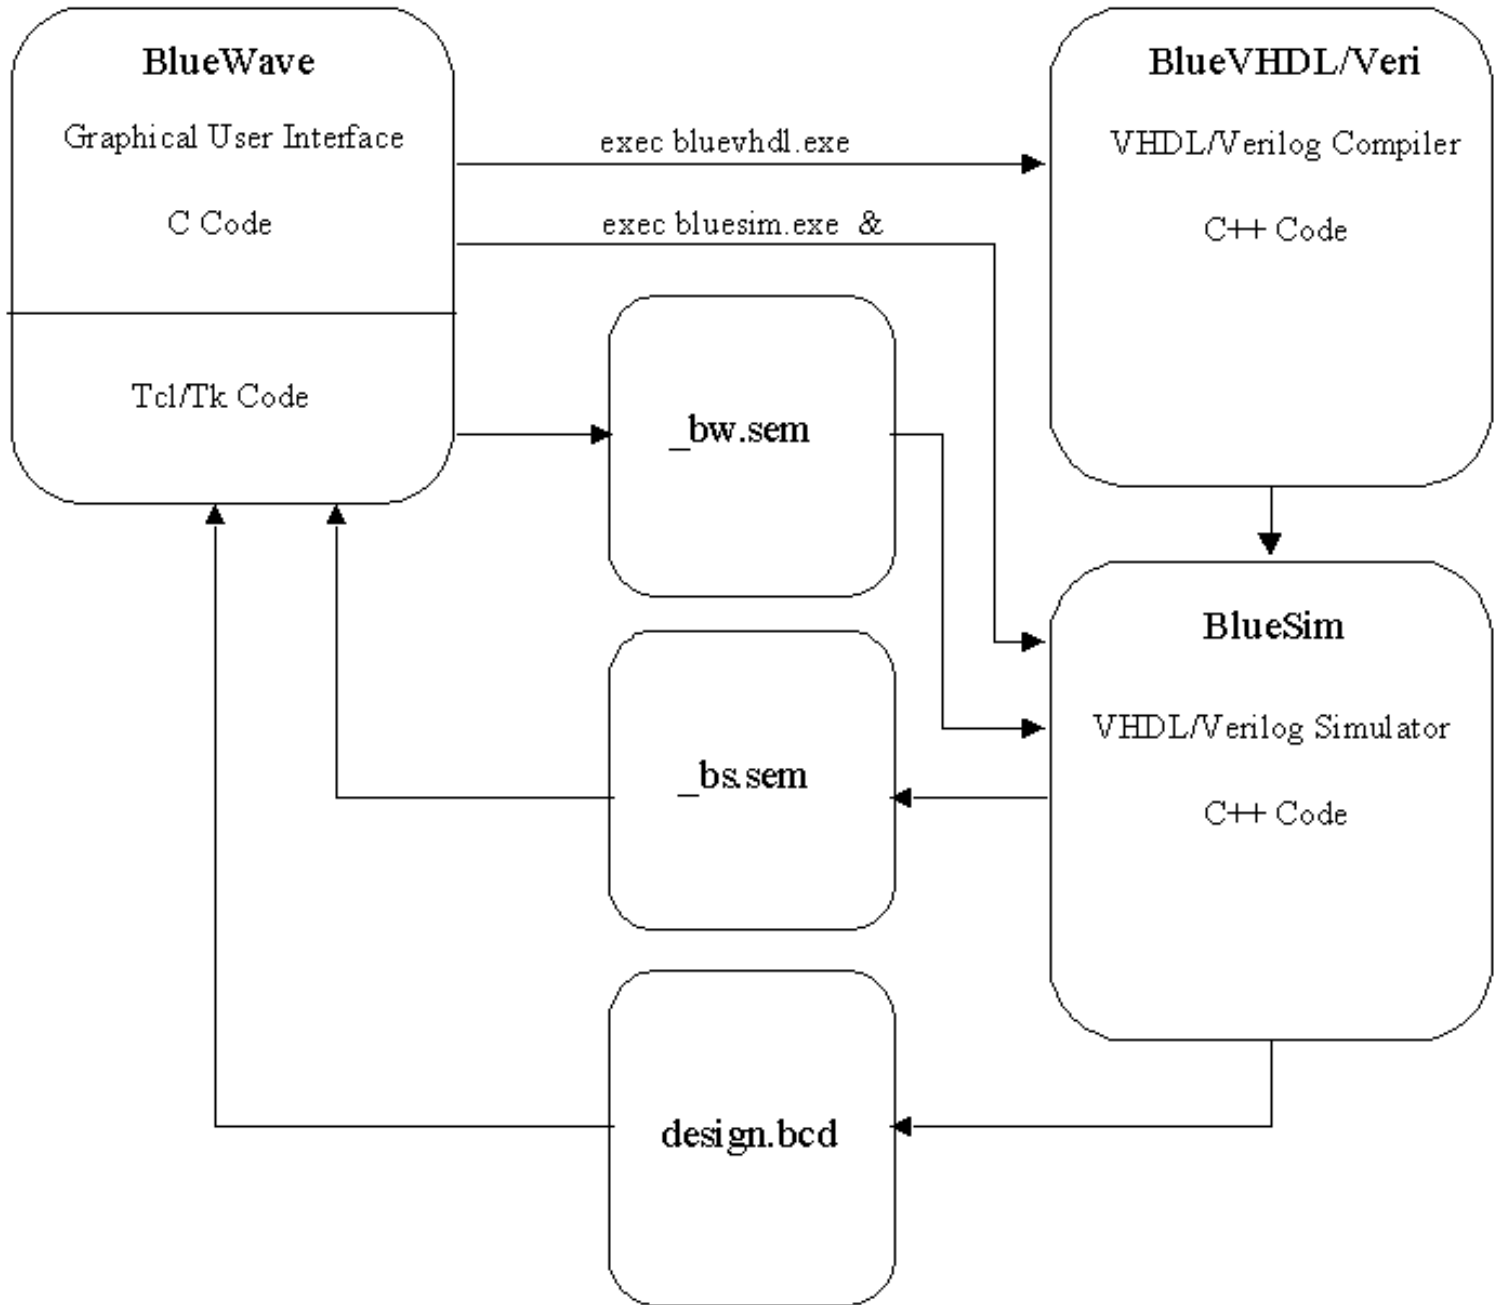 BlueWave
Graphical User Interface
C Code
Tcl/Tk Code
exec bluevhdl.exe
exec bluesim.exe &
BlueVHDL/Veri
VHDL/Verilog Compiler
C++ Code
_bw.sem
BlueSim
VHDL/Verilog Simulator
C++ Code
_bs.sem
design.bcd